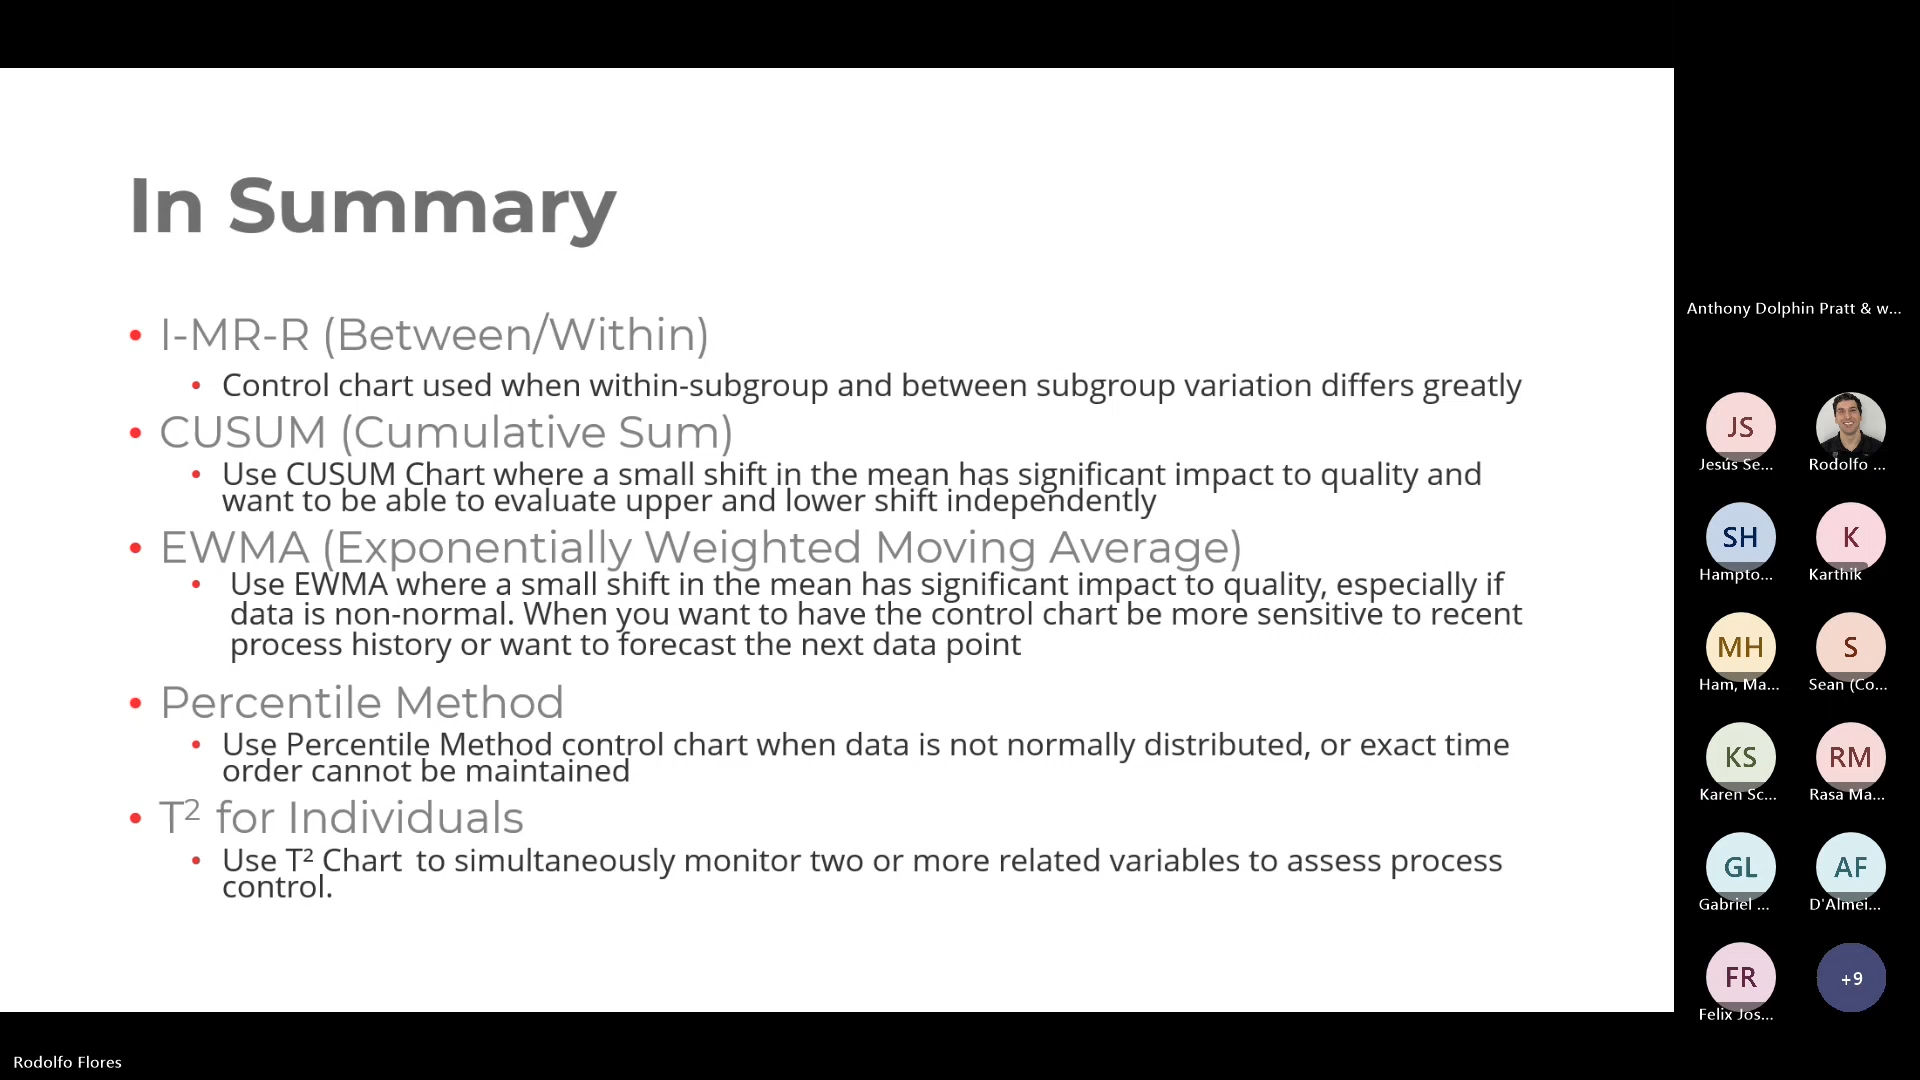 In Summary
• I-MR-R (Between/Within)
• Control chart used when within-subgroup and between subgroup variation differs greatly
• CUSUM (Cumulative Sum)
• Use CUSUM Chart where a small shift in the mean has significant impact to quality and
want to be able to evaluate upper and lower shift independently
• EWMA (Exponentially Weighted Moving Average)
• Use EWMA where a small shift in the mean has significant impact to quality, especially if
data is non-normal. When you want to have the control chart be more sensitive to recent
process history or want to forecast the next data point
• Percentile Method
• Use Percentile Method control chart when data is not normally distributed, or exact time
order cannot be maintained
• T² for Individuals
• Use T² Chart to simultaneously monitor two or more related variables to assess process
control.
Anthony Dolphin Pratt & w...
JS
Jesús Se...
Rodolfo ...
SH
Hampto...
K
Karthik
MH
Ham, Ma...
S
Sean (Co...
KS
Karen Sc...
RM
Rasa Ma...
GL
Gabriel ...
AF
D'Almei...
FR
Felix Jos...
+9
Rodolfo Flores